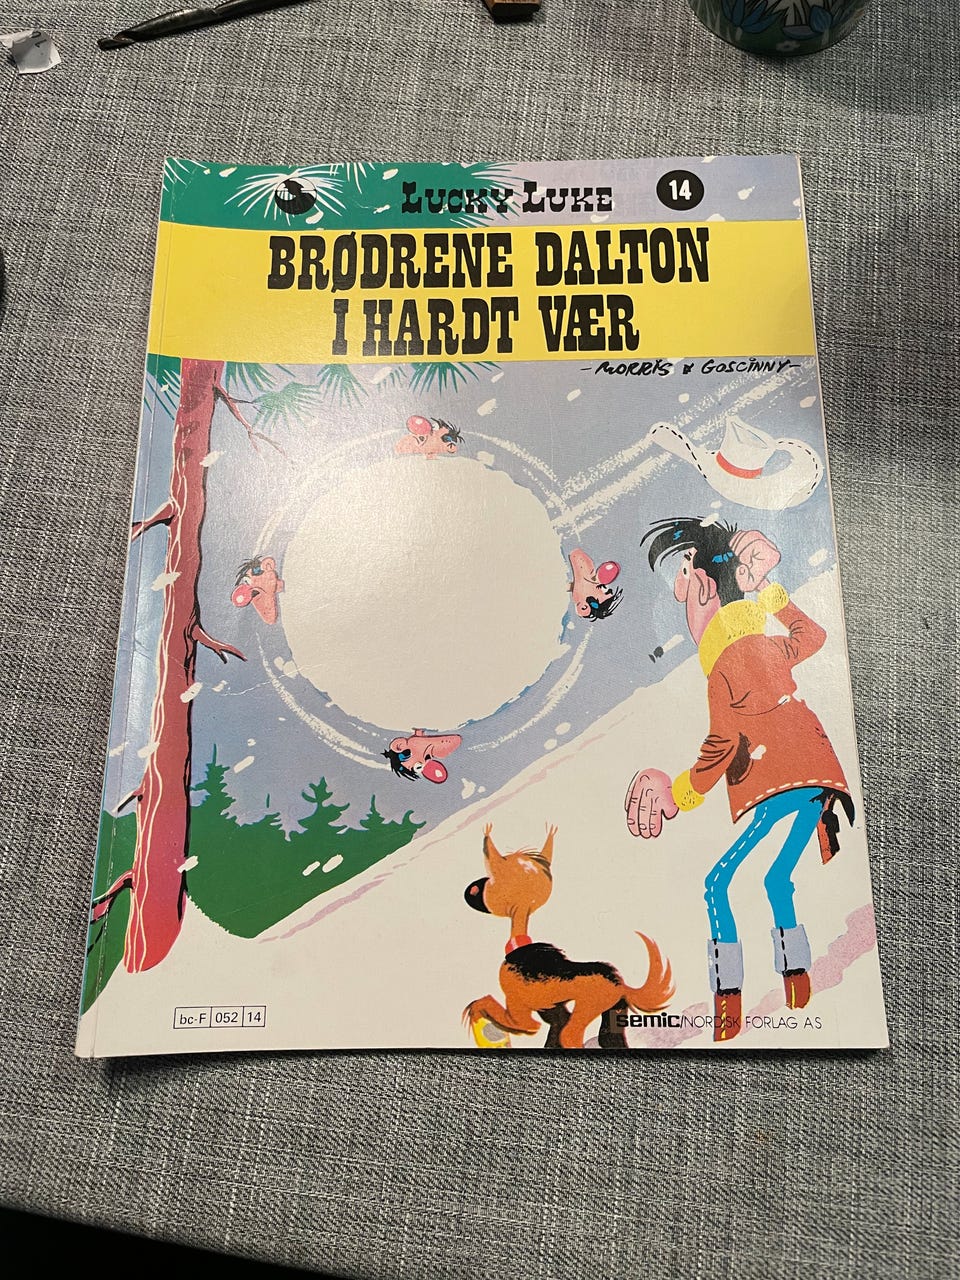 LUCKY LUKE
14
BRØDRENE DALTON
I HARDT VÆR
- MORRIS & GOSCINNY -
bc-F 052 14
semic/NORDISK FORLAG AS